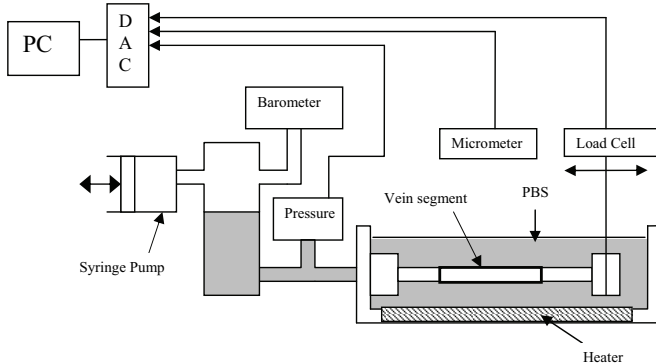 PC
D
A
C
Barometer
Micrometer
Load Cell
Pressure
Vein segment
PBS
Syringe Pump
Heater